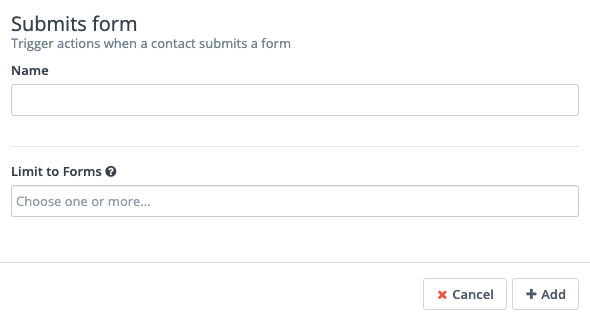 Submits form
Trigger actions when a contact submits a form
Name
Limit to Forms
Choose one or more...
Cancel
Add